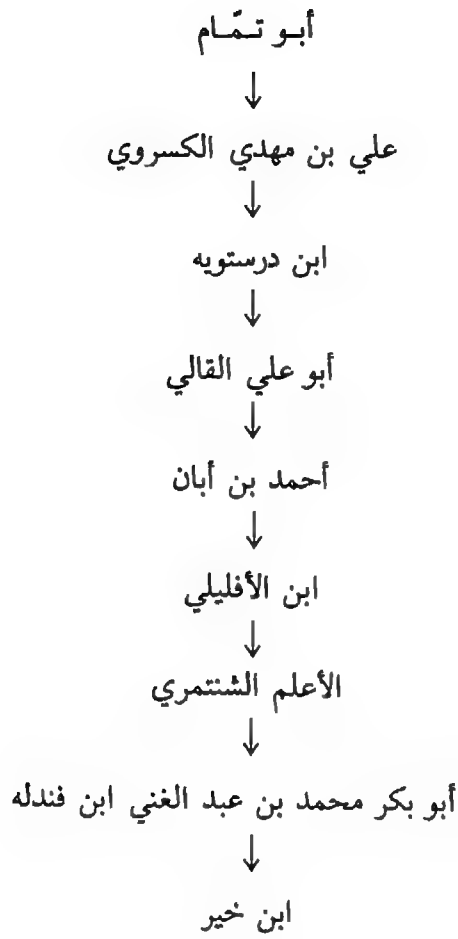 أبـو تـمّـام
↓
علي بن مهدي الكسروي
↓
ابن درستويه
↓
أبو علي القالي
↓
أحمد بن أبان
↓
ابن الأفليلي
↓
الأعلم الشنتمري
↓
أبو بكر محمد بن عبد الغني ابن فندله
↓
ابن خير